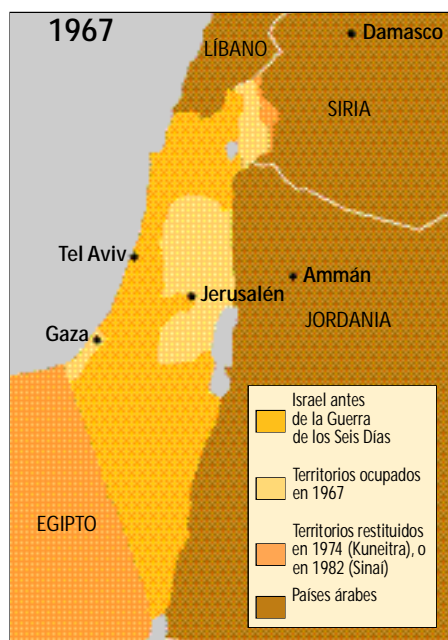 1967
Damasco
LÍBANO
SIRIA
Tel Aviv
Ammán
Jerusalén
JORDANIA
Gaza
EGIPTO
Israel antes
de la Guerra
de los Seis Días
Territorios ocupados
en 1967
Territorios restituidos
en 1974 (Kuneitra), o
en 1982 (Sinaí)
Países árabes